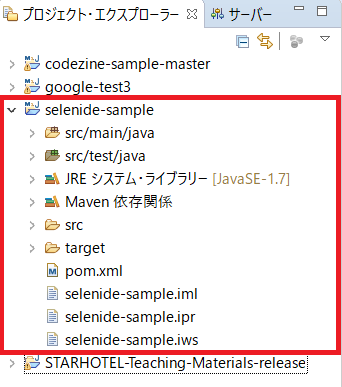 プロジェクト・エクスプローラー サーバー
codezine-sample-master
google-test3
selenide-sample
src/main/java
src/test/java
JRE システム・ライブラリー [JavaSE-1.7]
Maven 依存関係
src
target
pom.xml
selenide-sample.iml
selenide-sample.ipr
selenide-sample.iws
STARHOTEL-Teaching-Materials-release